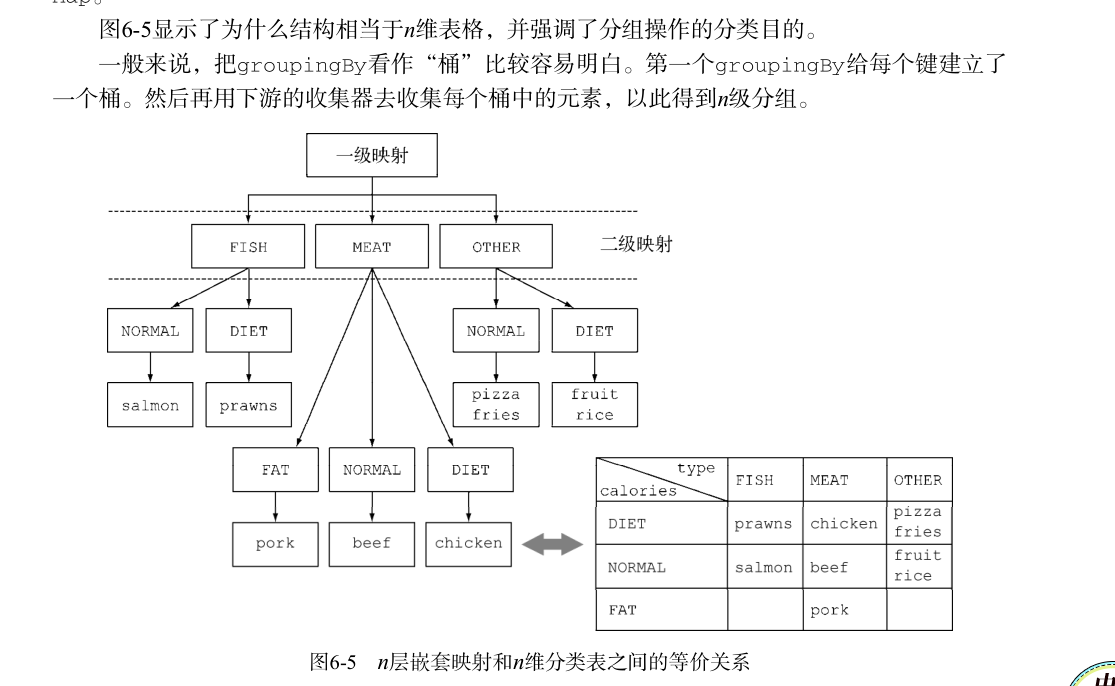 图6-5显示了为什么结构相当于n维表格，并强调了分组操作的分类目的。
一般来说，把groupingBy看作“桶”比较容易明白。第一个groupingBy给每个键建立了
一个桶。然后再用下游的收集器去收集每个桶中的元素，以此得到n级分组。
一级映射
FISH MEAT OTHER 二级映射
NORMAL DIET NORMAL DIET
salmon prawns pizza fries fruit rice
FAT NORMAL DIET
pork beef chicken
type calories FISH MEAT OTHER
DIET prawns chicken pizza fries
NORMAL salmon beef fruit rice
FAT pork
图6-5 n层嵌套映射和n维分类表之间的等价关系